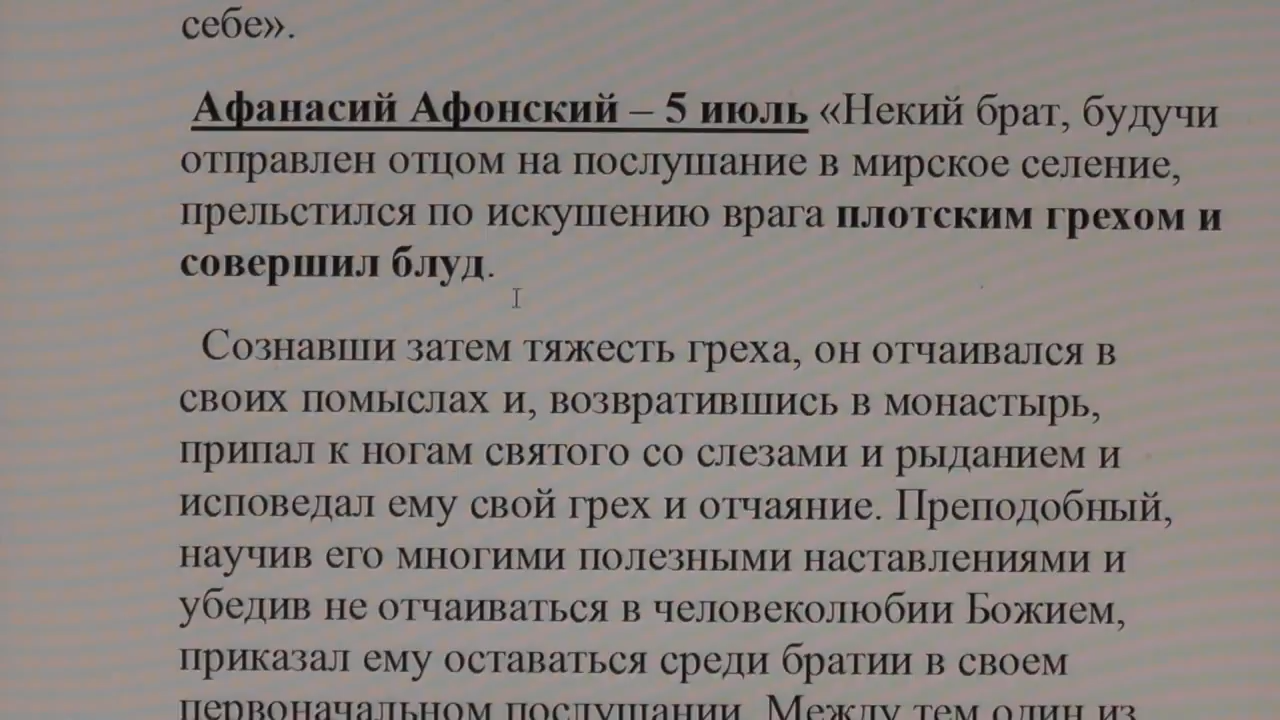 себе».
Афанасий Афонский – 5 июль «Некий брат, будучи
отправлен отцом на послушание в мирское селение,
прельстился по искушению врага плотским грехом и
совершил блуд.
Сознавши затем тяжесть греха, он отчаивался в
своих помыслах и, возвратившись в монастырь,
припал к ногам святого со слезами и рыданием и
исповедал ему свой грех и отчаяние. Преподобный,
научив его многими полезными наставлениями и
убедив не отчаиваться в человеколюбии Божием,
приказал ему оставаться среди братии в своем
первоначальном послушании. Между тем один из